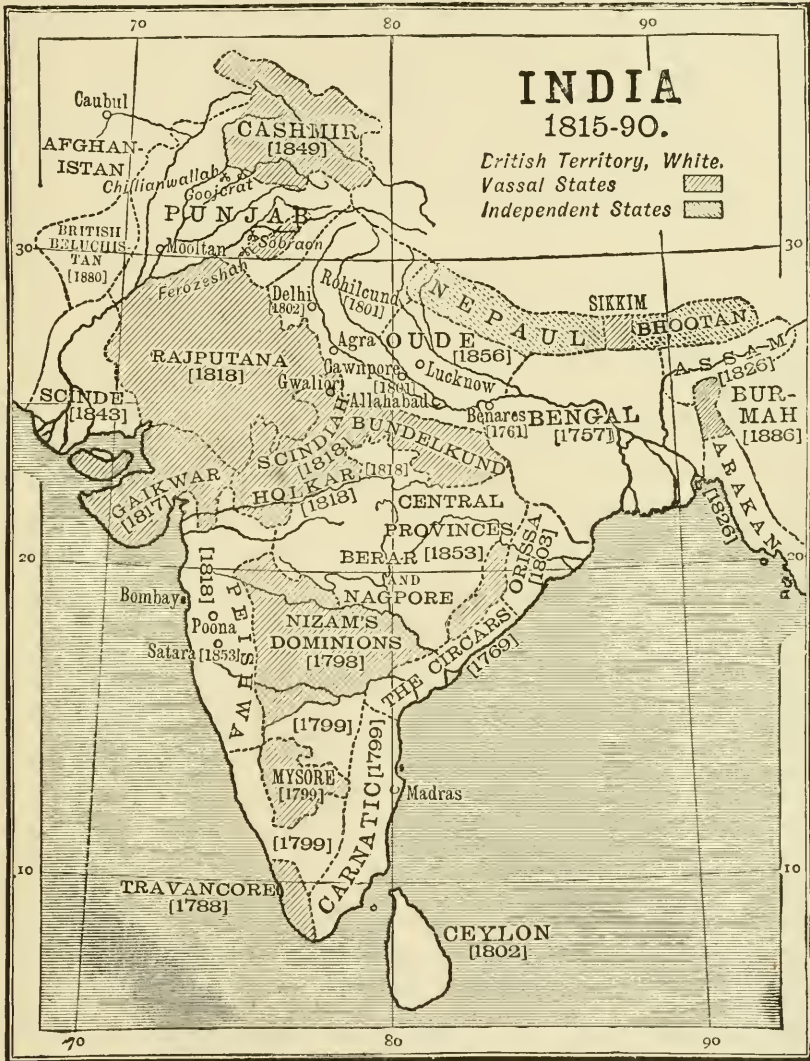 70
80
90
INDIA
1815-90.
British Territory, White.
Vassal States
Independent States
Caubul
AFGHAN-
ISTAN
CASHMIR
[1849]
Chillianwallah
Goojerat
PUNJAB
BRITISH
BELUCHIS-
TAN
[1880]
Mooltan
Sobraon
Ferozeshah
30
30
Delhi
[1802]
Rohilcund
[1801]
NEPAUL
SIKKIM
BHOOTAN
Agra
OUDE
[1856]
ASSAM
[1826]
RAJPUTANA
[1818]
Cawnpore
[1801]
Lucknow
Gwalior
Allahabad
BUR-
MAH
[1886]
SCINDE
[1843]
Benares
[1761]
BENGAL
[1757]
SCINDIAH
[1818]
BUNDELKUND
[1818]
ARAKAN
[1826]
GAIKWAR
[1817]
HOLKAR
[1818]
CENTRAL
PROVINCES
ORISSA
[1803]
20
20
BERAR
[1853]
AND
NAGPORE
[1818]
PEISHWA
Bombay
Poona
NIZAM'S
DOMINIONS
[1798]
Satara
[1853]
THE CIRCARS
[1769]
[1799]
MYSORE
[1799]
CARNATIC [1799]
Madras
[1799]
10
10
TRAVANCORE
[1788]
CEYLON
[1802]
70
80
90